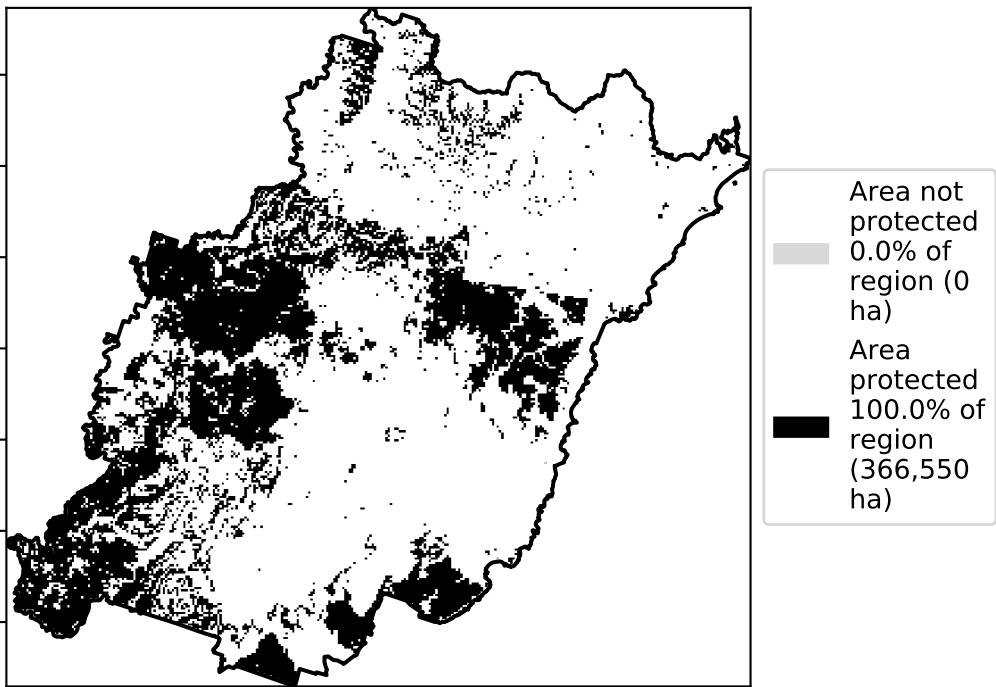 Area not
protected
0.0% of
region (0
ha)
Area
protected
100.0% of
region
(366,550
ha)